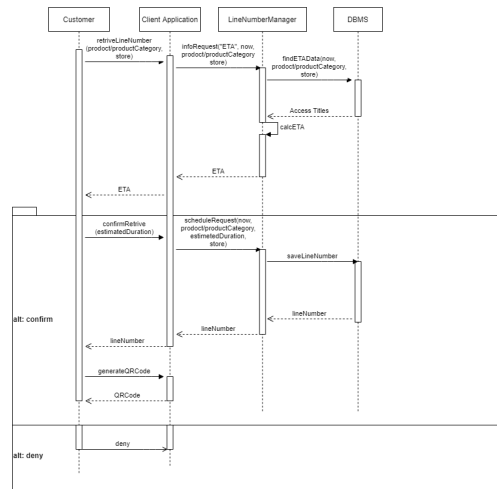 Customer
Client Application
LineNumberManager
DBMS
retriveLineNumber
(prodoct/productCategory,
store)
infoRequest("ETA", now,
prodoct/productCategory
store)
findETAData(now,
prodoct/productCategory,
store)
Access Titles
calcETA
ETA
ETA
confirmRetrive
(estimatedDuration)
scheduleRequest(now,
prodoct/productCategory,
estimetedDuration,
store)
saveLineNumber
alt: confirm
lineNumber
lineNumber
lineNumber
generateQRCode
QRCode
deny
alt: deny